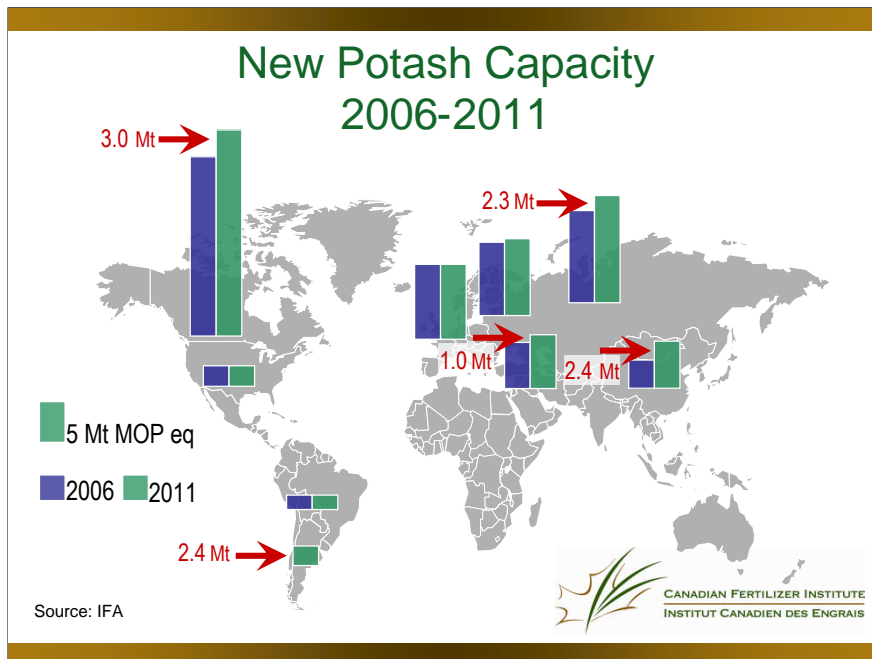 New Potash Capacity
2006-2011
3.0 Mt
2.3 Mt
1.0 Mt
2.4 Mt
5 Mt MOP eq
2006 2011
2.4 Mt
Source: IFA
CANADIAN FERTILIZER INSTITUTE
INSTITUT CANADIEN DES ENGRAIS